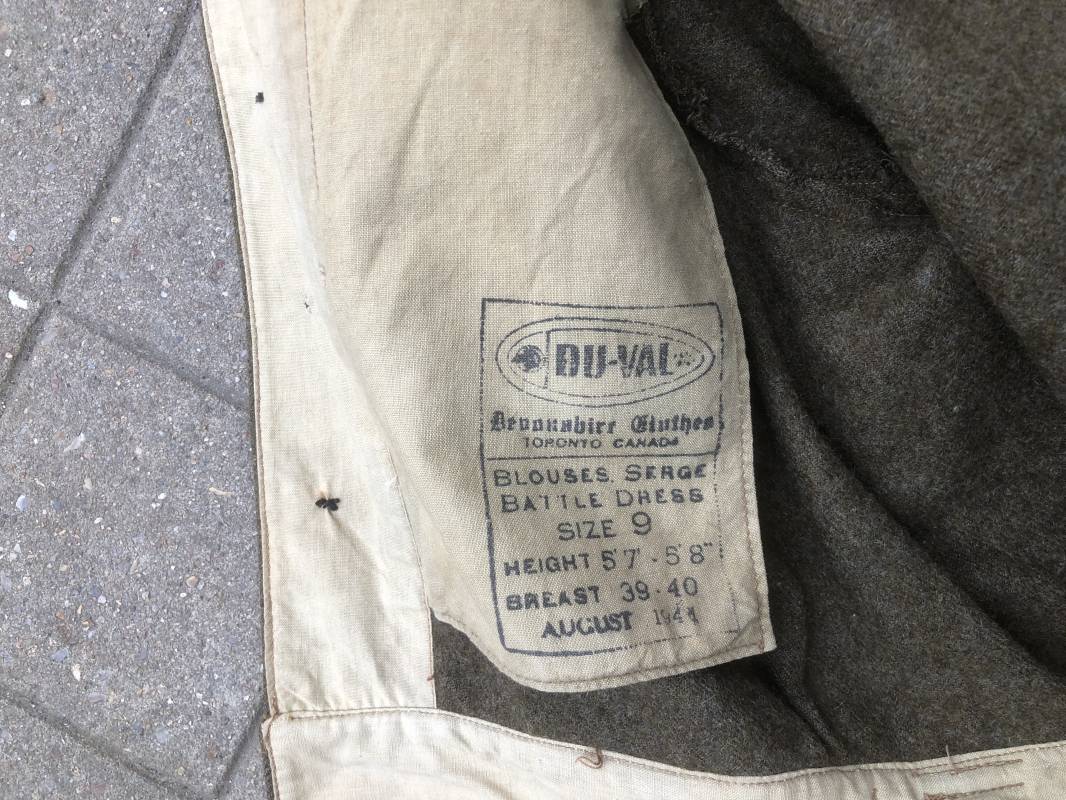 DU-VAL
Devonshire Clothes
TORONTO CANADA
BLOUSES, SERGE
BATTLE DRESS
SIZE 9
HEIGHT 5'7" - 5'8"
BREAST 39-40
AUGUST 1944